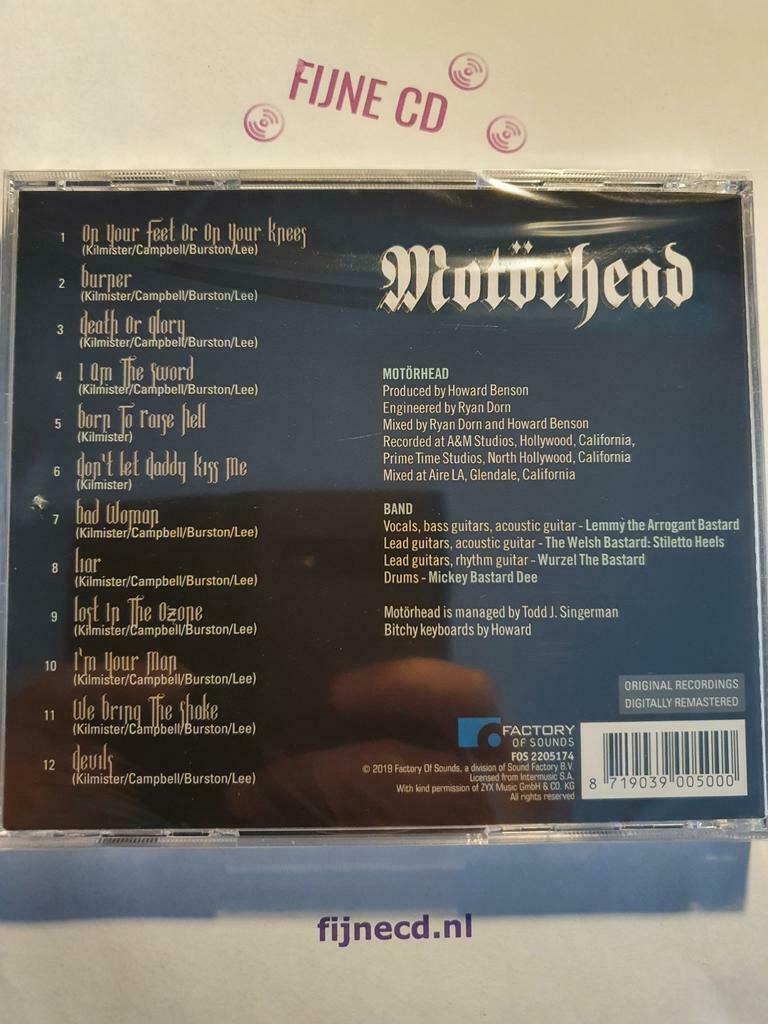 FIJNE CD
1 On Your Feet Or On Your Knees
(Kilmister/Campbell/Burston/Lee)
2 burner
(Kilmister/Campbell/Burston/Lee)
3 death Or glory
(Kilmister/Campbell/Burston/Lee)
4 I Am The Sword
(Kilmister/Campbell/Burston/Lee)
5 born To raise hell
(Kilmister)
6 don't let daddy kiss me
(Kilmister)
7 bad Woman
(Kilmister/Campbell/Burston/Lee)
8 liar
(Kilmister/Campbell/Burston/Lee)
9 lost In The Ozone
(Kilmister/Campbell/Burston/Lee)
10 I'm Your Man
(Kilmister/Campbell/Burston/Lee)
11 We bring The Shake
(Kilmister/Campbell/Burston/Lee)
12 devils
(Kilmister/Campbell/Burston/Lee)
Motörhead
MOTÖRHEAD
Produced by Howard Benson
Engineered by Ryan Dorn
Mixed by Ryan Dorn and Howard Benson
Recorded at A&M Studios, Hollywood, California,
Prime Time Studios, North Hollywood, California
Mixed at Aire LA, Glendale, California
BAND
Vocals, bass guitars, acoustic guitar - Lemmy the Arrogant Bastard
Lead guitars, acoustic guitar - The Welsh Bastard: Stiletto Heels
Lead guitars, rhythm guitar - Wurzel The Bastard
Drums - Mickey Bastard Dee
Motörhead is managed by Todd J. Singerman
Bitchy keyboards by Howard
ORIGINAL RECORDINGS
DIGITALLY REMASTERED
FACTORY
OF SOUNDS
FOS 2205174
© 2019 Factory Of Sounds, a division of Sound Factory B.V.
Licensed from Intermusic S.A.
With kind permission of ZYX Music GmbH & CO. KG
All rights reserved
8 719039 005000
fijnecd.nl